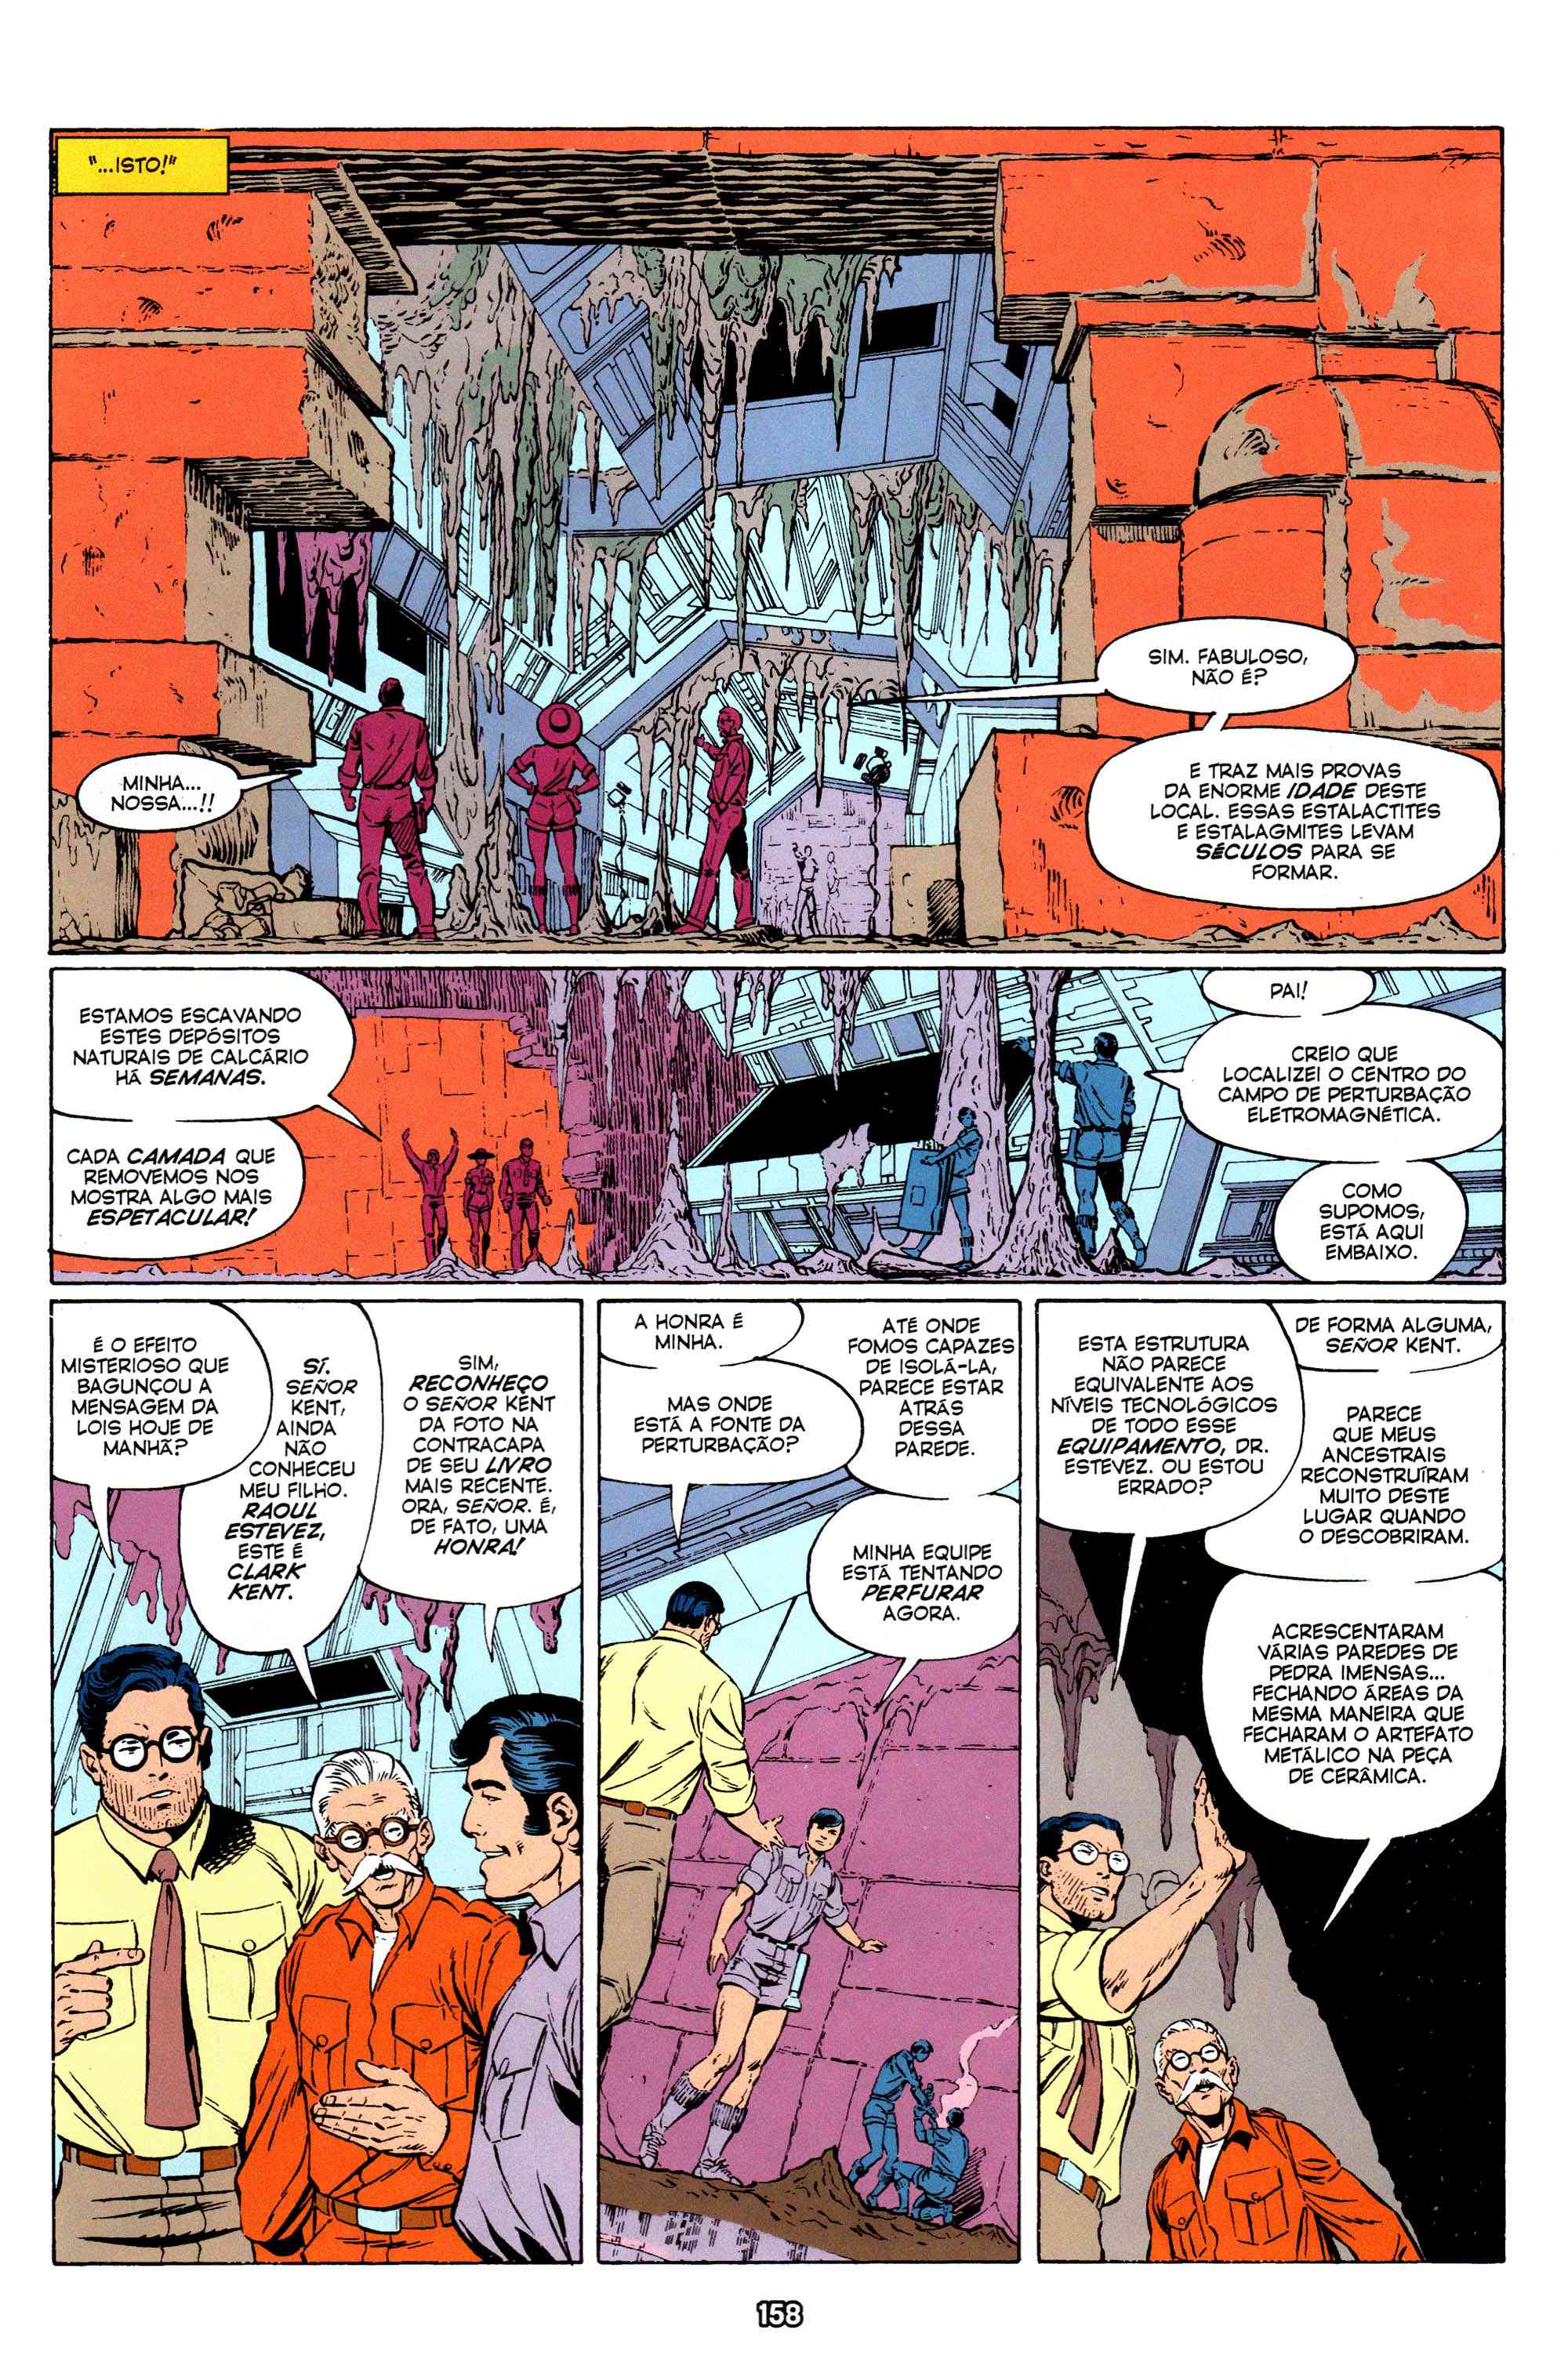 "...ISTO!"
MINHA...
NOSSA...!!
SIM. FABULOSO,
NÃO É?
E TRAZ MAIS PROVAS
DA ENORME IDADE DESTE
LOCAL. ESSAS ESTALACTITES
E ESTALAGMITES LEVAM
SÉCULOS PARA SE
FORMAR.
ESTAMOS ESCAVANDO
ESTES DEPÓSITOS
NATURAIS DE CALCÁRIO
HÁ SEMANAS.
CADA CAMADA QUE
REMOVEMOS NOS
MOSTRA ALGO MAIS
ESPETACULAR!
PAI!
CREIO QUE
LOCALIZEI O CENTRO DO
CAMPO DE PERTURBAÇÃO
ELETROMAGNÉTICA.
COMO
SUPOMOS,
ESTÁ AQUI
EMBAIXO.
É O EFEITO
MISTERIOSO QUE
BAGUNÇOU A
MENSAGEM DA
LOIS HOJE DE
MANHÃ?
SÍ.
SEÑOR
KENT,
AINDA
NÃO
CONHECEU
MEU FILHO.
RAOUL
ESTEVEZ,
ESTE É
CLARK
KENT.
SIM,
RECONHEÇO
O SEÑOR KENT
DA FOTO NA
CONTRACAPA
DE SEU LIVRO
MAIS RECENTE.
ORA, SEÑOR. É,
DE FATO, UMA
HONRA!
A HONRA É
MINHA.
MAS ONDE
ESTÁ A FONTE DA
PERTURBAÇÃO?
ATÉ ONDE
FOMOS CAPAZES
DE ISOLÁ-LA,
PARECE ESTAR
ATRÁS
DESSA
PAREDE.
MINHA EQUIPE
ESTÁ TENTANDO
PERFURAR
AGORA.
ESTA ESTRUTURA
NÃO PARECE
EQUIVALENTE AOS
NÍVEIS TECNOLÓGICOS
DE TODO ESSE
EQUIPAMENTO, DR.
ESTEVEZ. OU ESTOU
ERRADO?
DE FORMA ALGUMA,
SEÑOR KENT.
PARECE
QUE MEUS
ANCESTRAIS
RECONSTRUÍRAM
MUITO DESTE
LUGAR QUANDO
O DESCOBRIRAM.
ACRESCENTARAM
VÁRIAS PAREDES DE
PEDRA IMENSAS...
FECHANDO ÁREAS DA
MESMA MANEIRA QUE
FECHARAM O ARTEFATO
METÁLICO NA PEÇA
DE CERÂMICA.
158